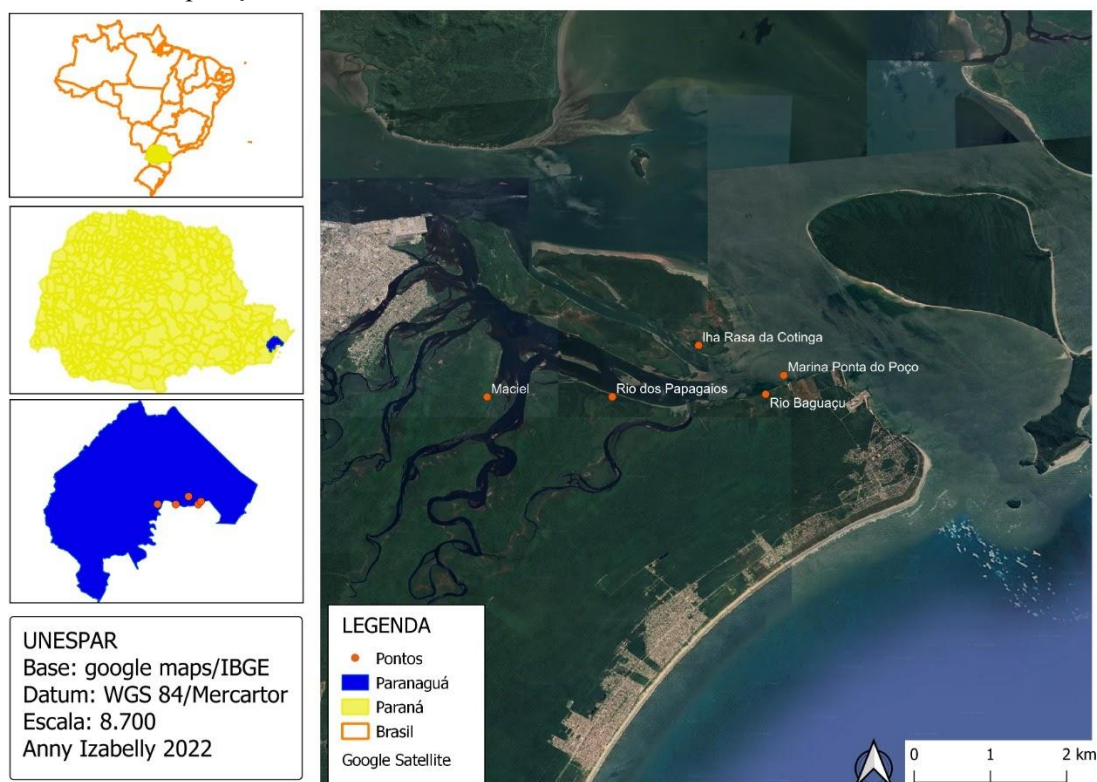 Iha Rasa da Cotinga
Marina Ponta do Poço
Maciel
Rio dos Papagaios
Rio Baguaçu
UNESPAR
Base: google maps/IBGE
Datum: WGS 84/Mercartor
Escala: 8.700
Anny Izabelly 2022
LEGENDA
Pontos
Paranaguá
Paraná
Brasil
Google Satellite
0 1 2 km